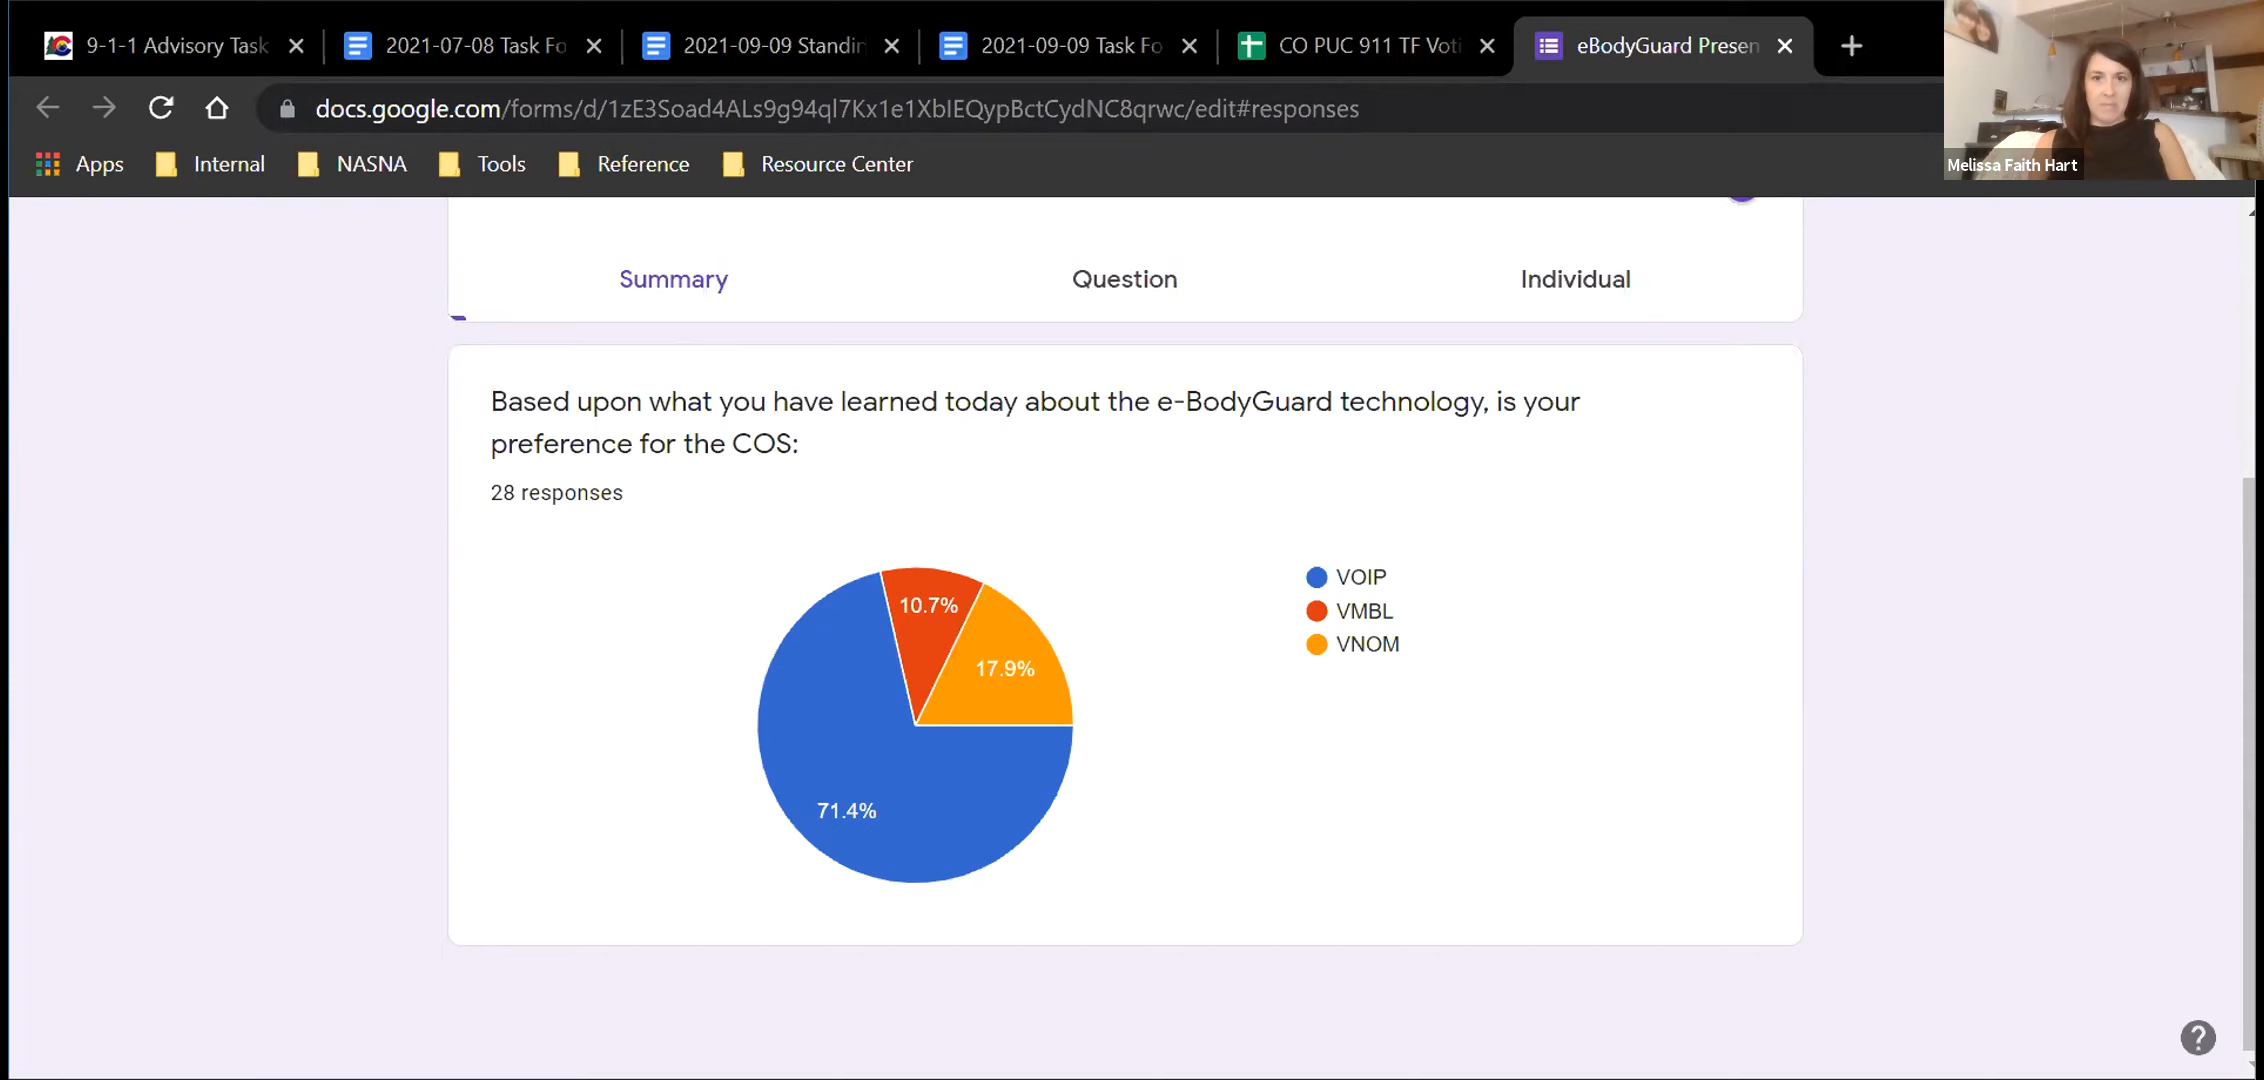 9-1-1 Advisory Task
2021-07-08 Task Fo
2021-09-09 Standin
2021-09-09 Task Fo
CO PUC 911 TF Voti
eBodyGuard Presen
docs.google.com/forms/d/1zE3Soad4ALs9g94ql7Kx1e1XbIEQypBctCydNC8qrwc/edit#responses
Apps
Internal
NASNA
Tools
Reference
Resource Center
Melissa Faith Hart
Summary
Question
Individual
Based upon what you have learned today about the e-BodyGuard technology, is your
preference for the COS:
28 responses
10.7%
17.9%
71.4%
VOIP
VMBL
VNOM